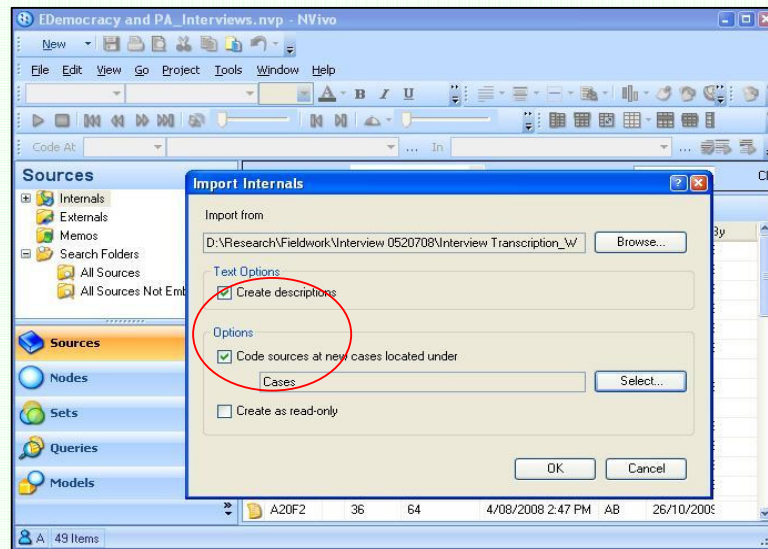 EDemocracy and PA_Interviews.nvp - NVivo
New
File Edit View Go Project Tools Window Help
A B I U
Code At ... In ...
Sources
Internals
Externals
Memos
Search Folders
All Sources
All Sources Not Emb
Sources
Nodes
Sets
Queries
Models
Import Internals
Import from
D:\Research\Fieldwork\Interview 0520708\Interview Transcription_W Browse...
Text Options
Create descriptions
Options
Code sources at new cases located under
Cases Select...
Create as read-only
OK Cancel
By
A20F2 36 64 4/08/2008 2:47 PM AB 26/10/200
A 49 Items